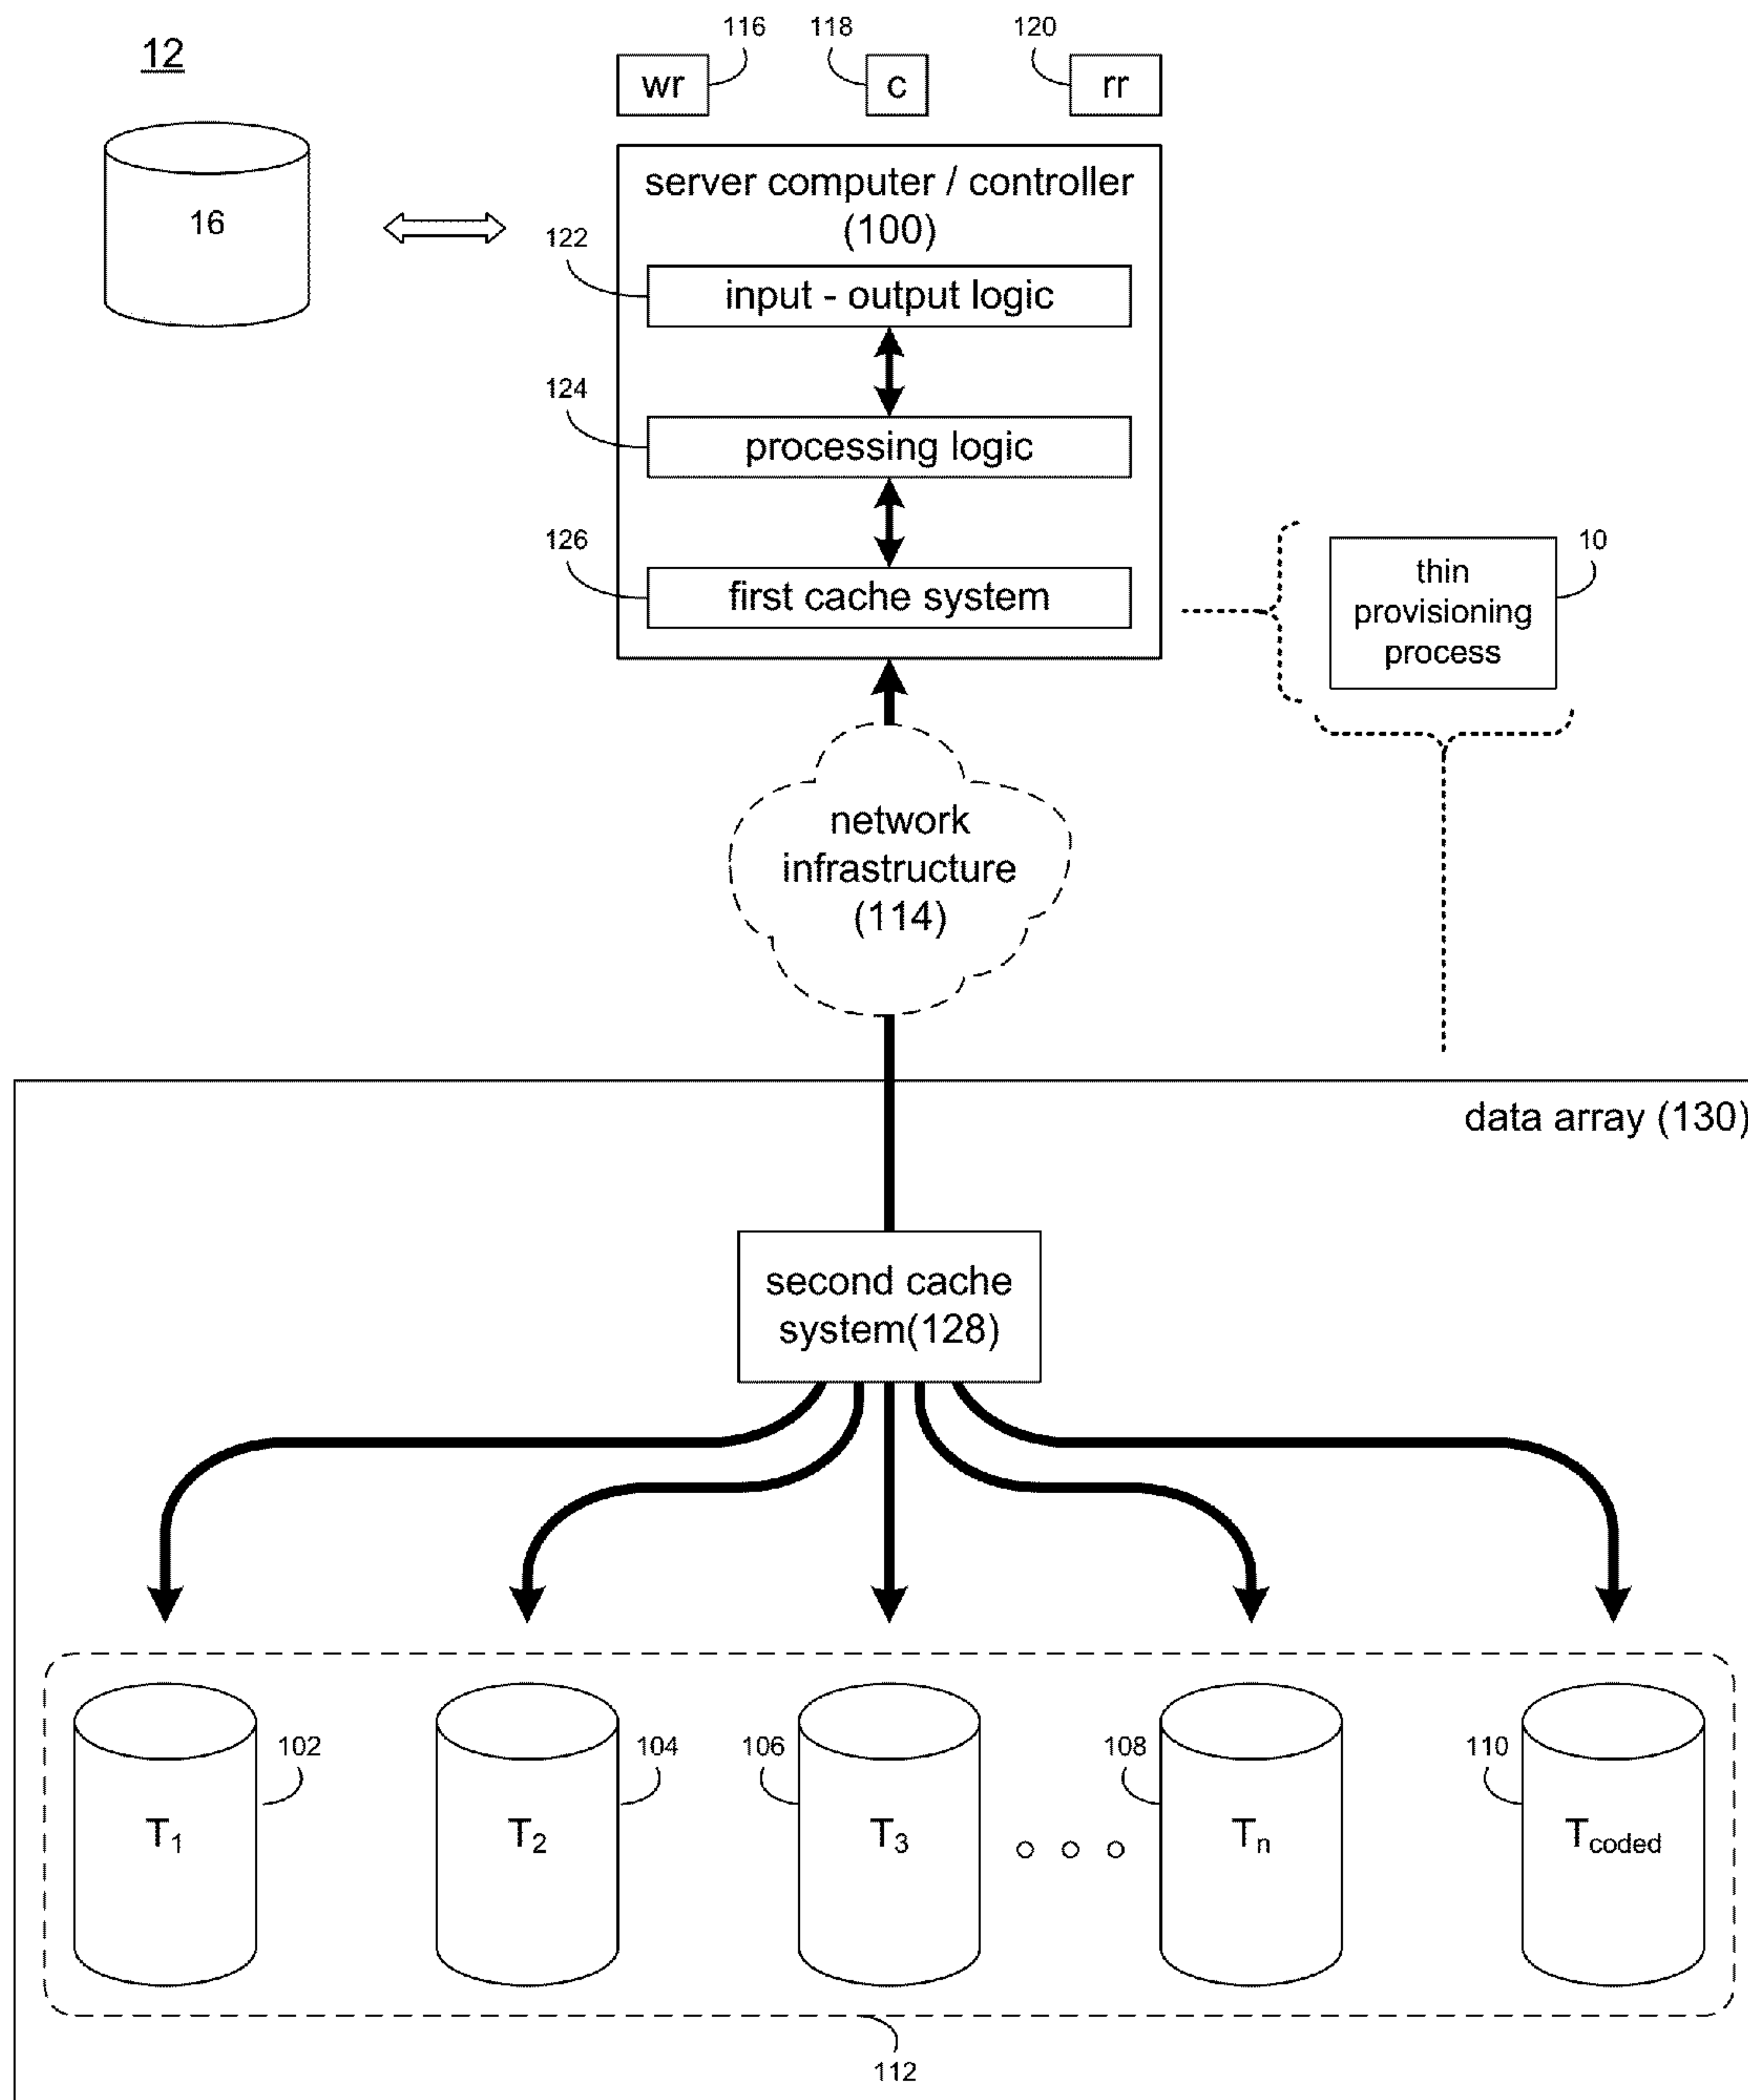 12
116
118
120
wr
c
rr
server computer / controller
(100)
16
122
input - output logic
124
processing logic
126
first cache system
10
thin
provisioning
process
network
infrastructure
(114)
data array (130)
second cache
system(128)
102
104
106
108
110
T1
T2
T3
Tn
Tcoded
112